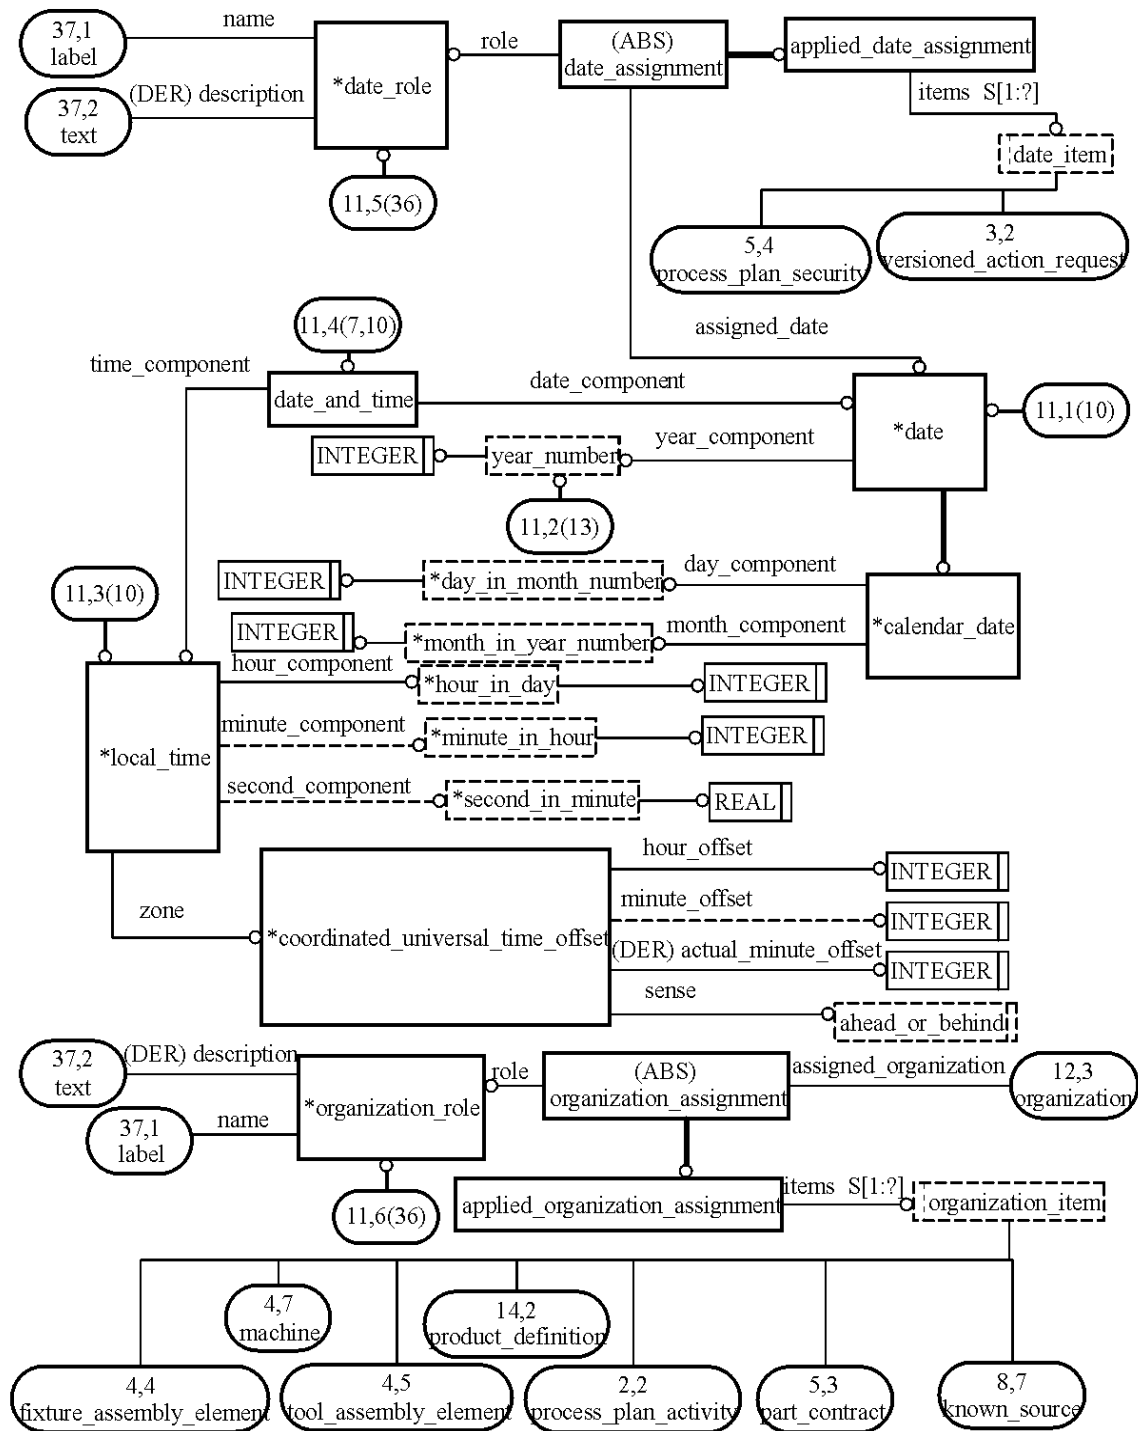 37,1
label
name
role
(ABS)
date_assignment
applied_date_assignment
*date_role
(DER) description
37,2
text
items S[1:?]
date_item
11,5(36)
5,4
process_plan_security
3,2
versioned_action_request
assigned_date
11,4(7,10)
time_component
date_and_time
date_component
*date
11,1(10)
INTEGER
year_number
year_component
11,2(13)
11,3(10)
INTEGER
*day_in_month_number
day_component
INTEGER
*month_in_year_number
month_component
*calendar_date
hour_component
*hour_in_day
INTEGER
minute_component
*minute_in_hour
INTEGER
*local_time
second_component
*second_in_minute
REAL
zone
*coordinated_universal_time_offset
hour_offset
INTEGER
minute_offset
INTEGER
(DER) actual_minute_offset
INTEGER
sense
ahead_or_behind
37,2
text
(DER) description
*organization_role
role
(ABS)
organization_assignment
assigned_organization
12,3
organization
37,1
label
name
11,6(36)
applied_organization_assignment
items S[1:?]
organization_item
4,7
machine
14,2
product_definition
4,4
fixture_assembly_element
4,5
tool_assembly_element
2,2
process_plan_activity
5,3
part_contract
8,7
known_source